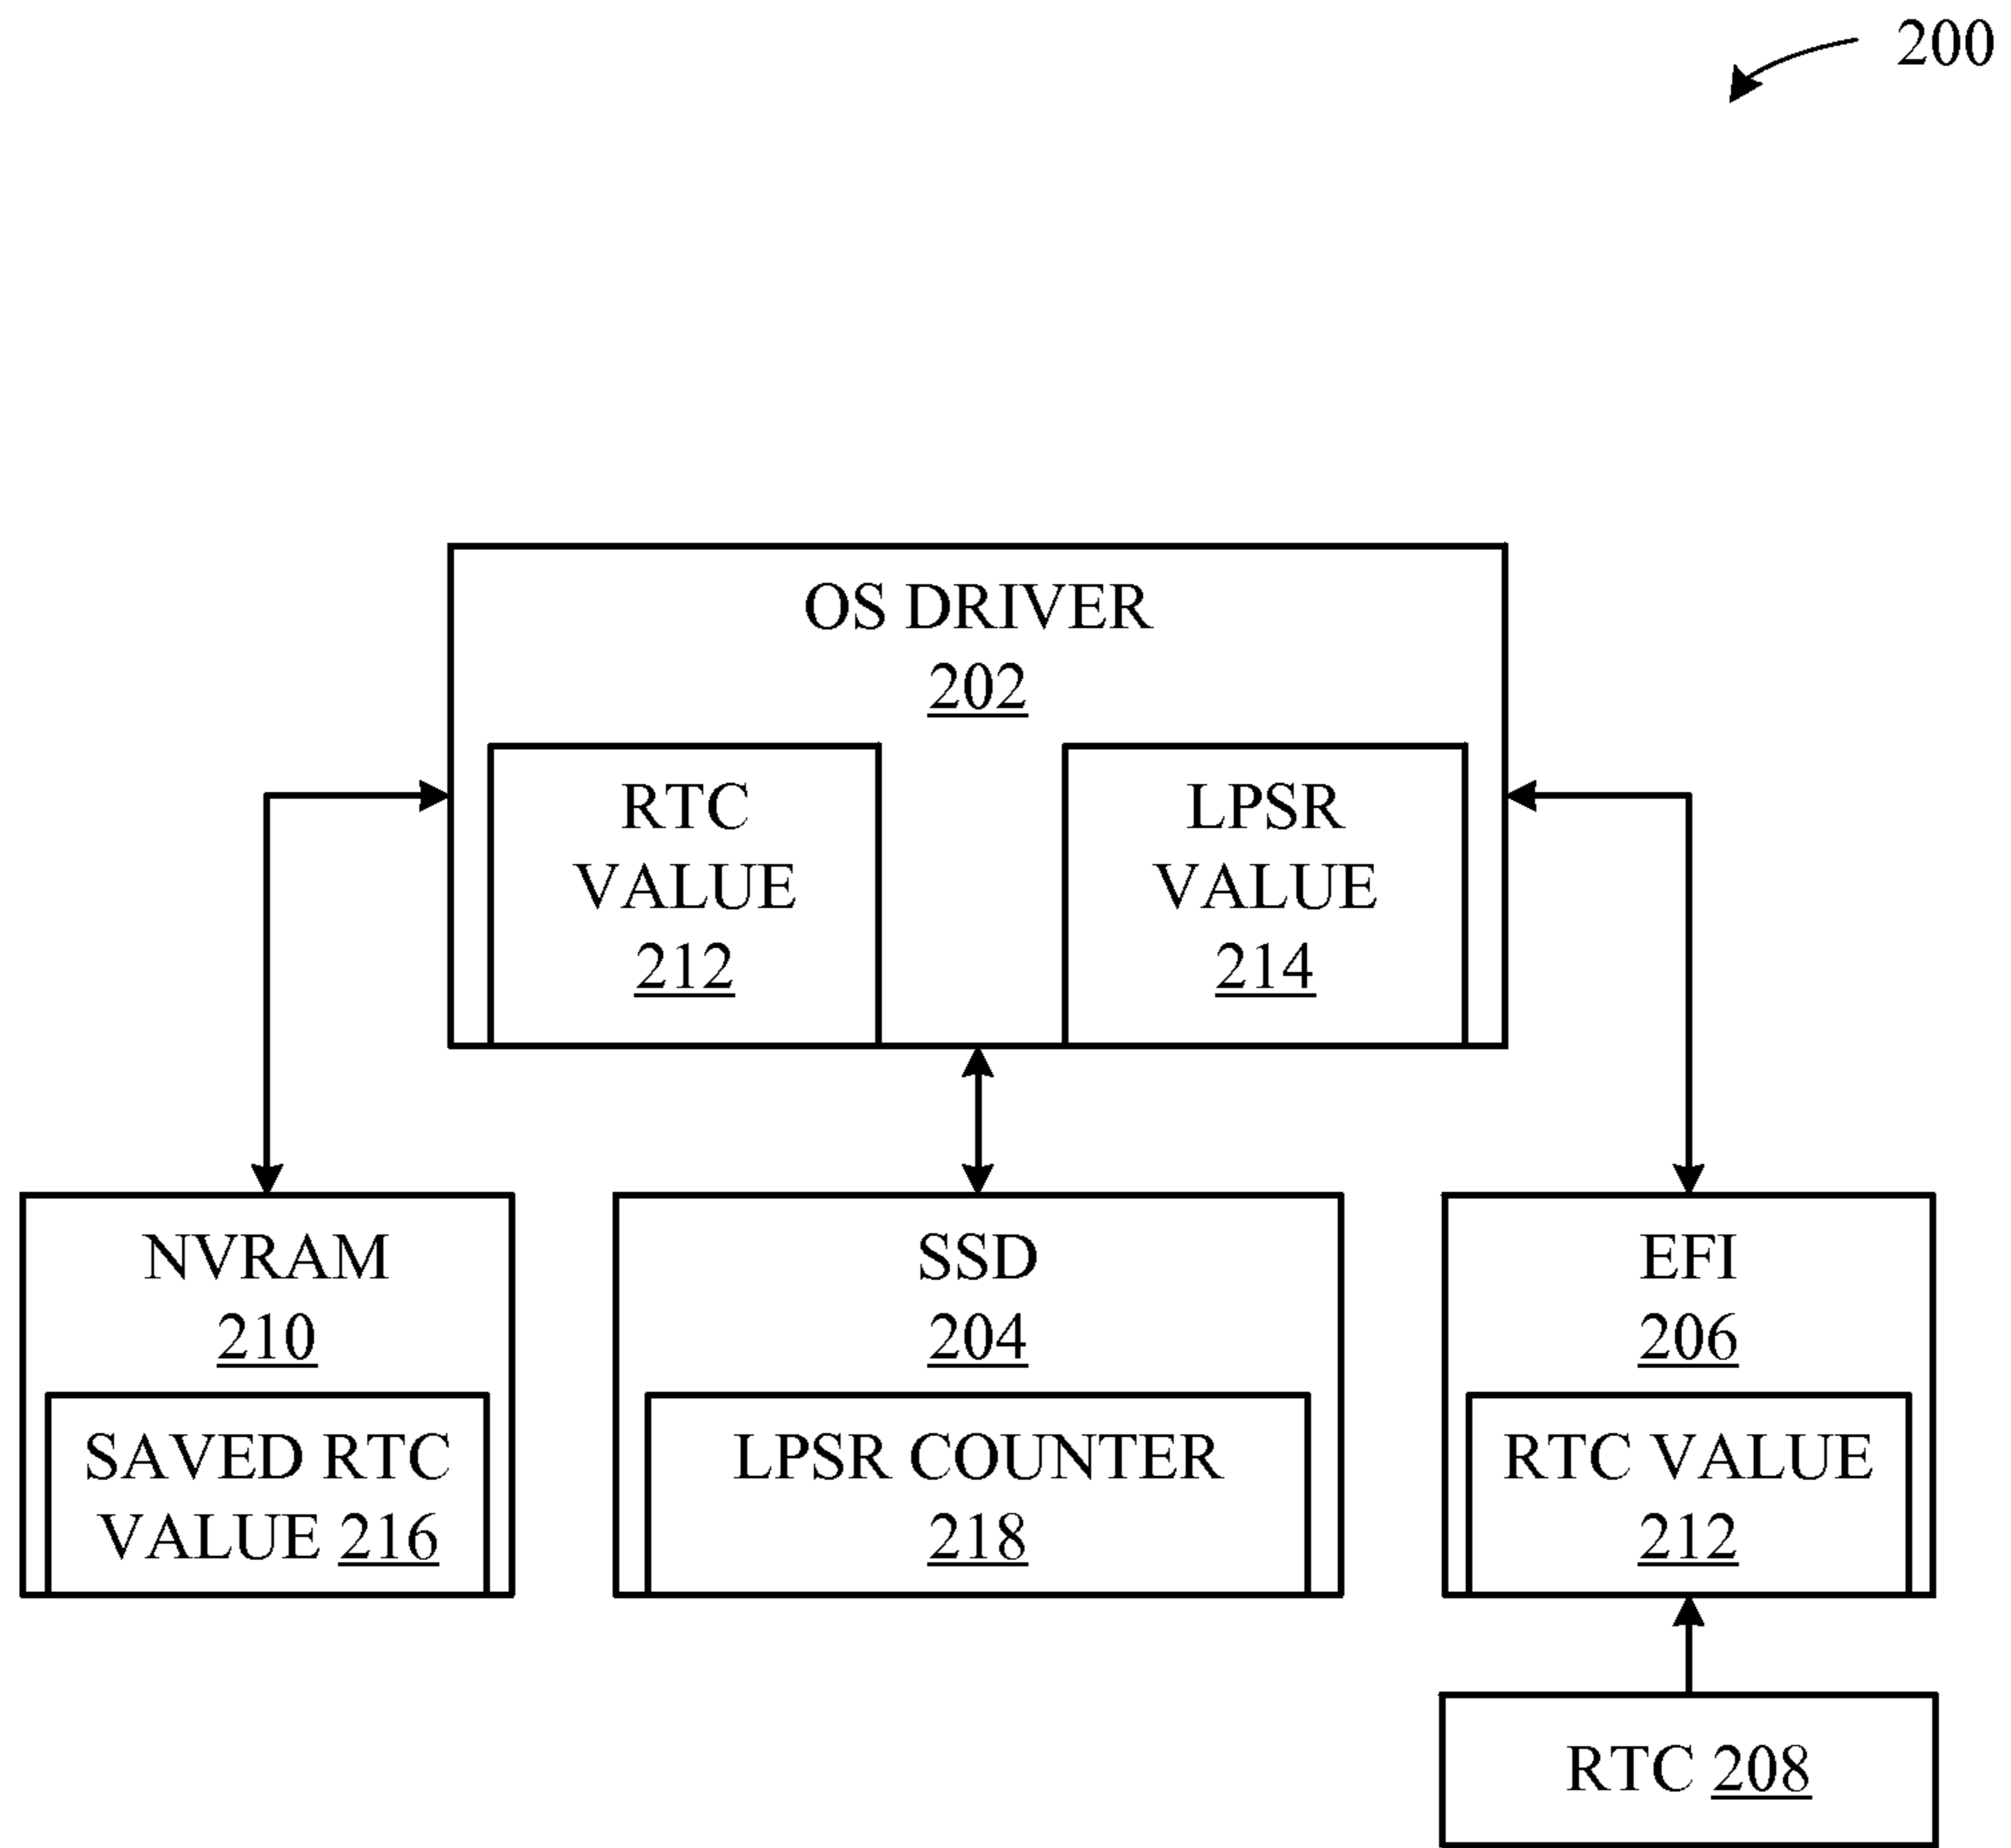 200
OS DRIVER
202
RTC
VALUE
212
LPSR
VALUE
214
NVRAM
210
SAVED RTC
VALUE 216
SSD
204
LPSR COUNTER
218
EFI
206
RTC VALUE
212
RTC 208